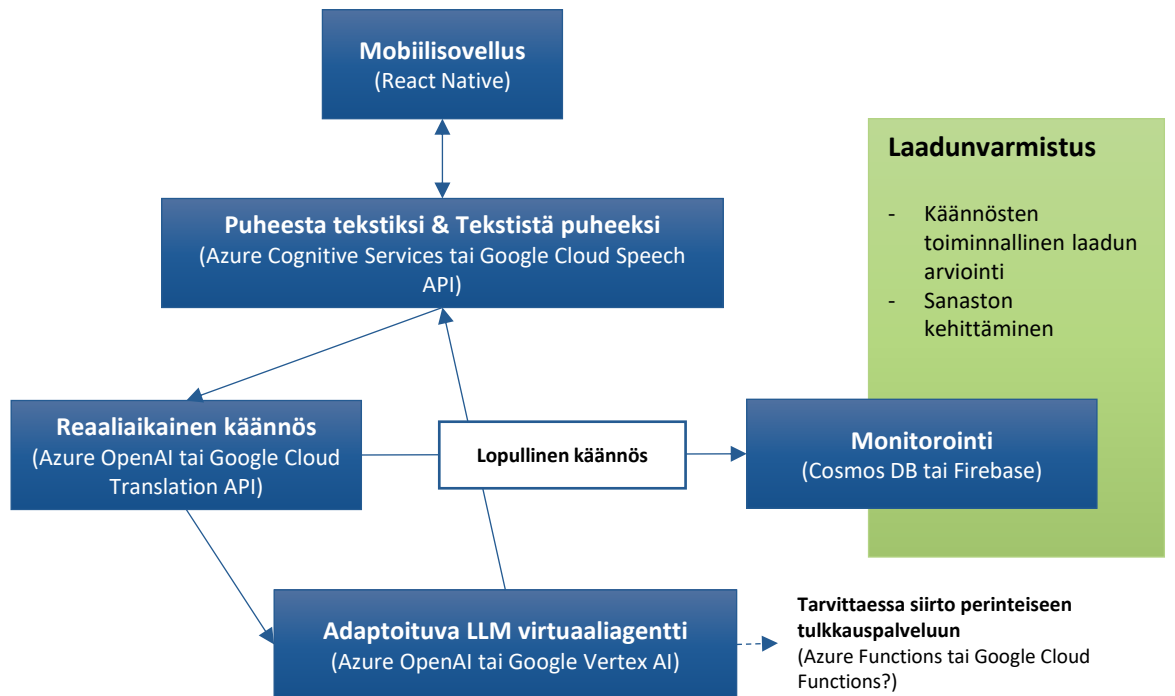 Mobiilisovellus
(React Native)
Laadunvarmistus
- Käännösten
toiminnallinen laadun
arviointi
- Sanaston
kehittäminen
Puheesta tekstiksi & Tekstistä puheeksi
(Azure Cognitive Services tai Google Cloud Speech
API)
Reaaliaikainen käännös
(Azure OpenAI tai Google Cloud
Translation API)
Lopullinen käännös
Monitorointi
(Cosmos DB tai Firebase)
Adaptoituva LLM virtuaaliagentti
(Azure OpenAI tai Google Vertex AI)
Tarvittaessa siirto perinteiseen
tulkkauspalveluun
(Azure Functions tai Google Cloud
Functions?)